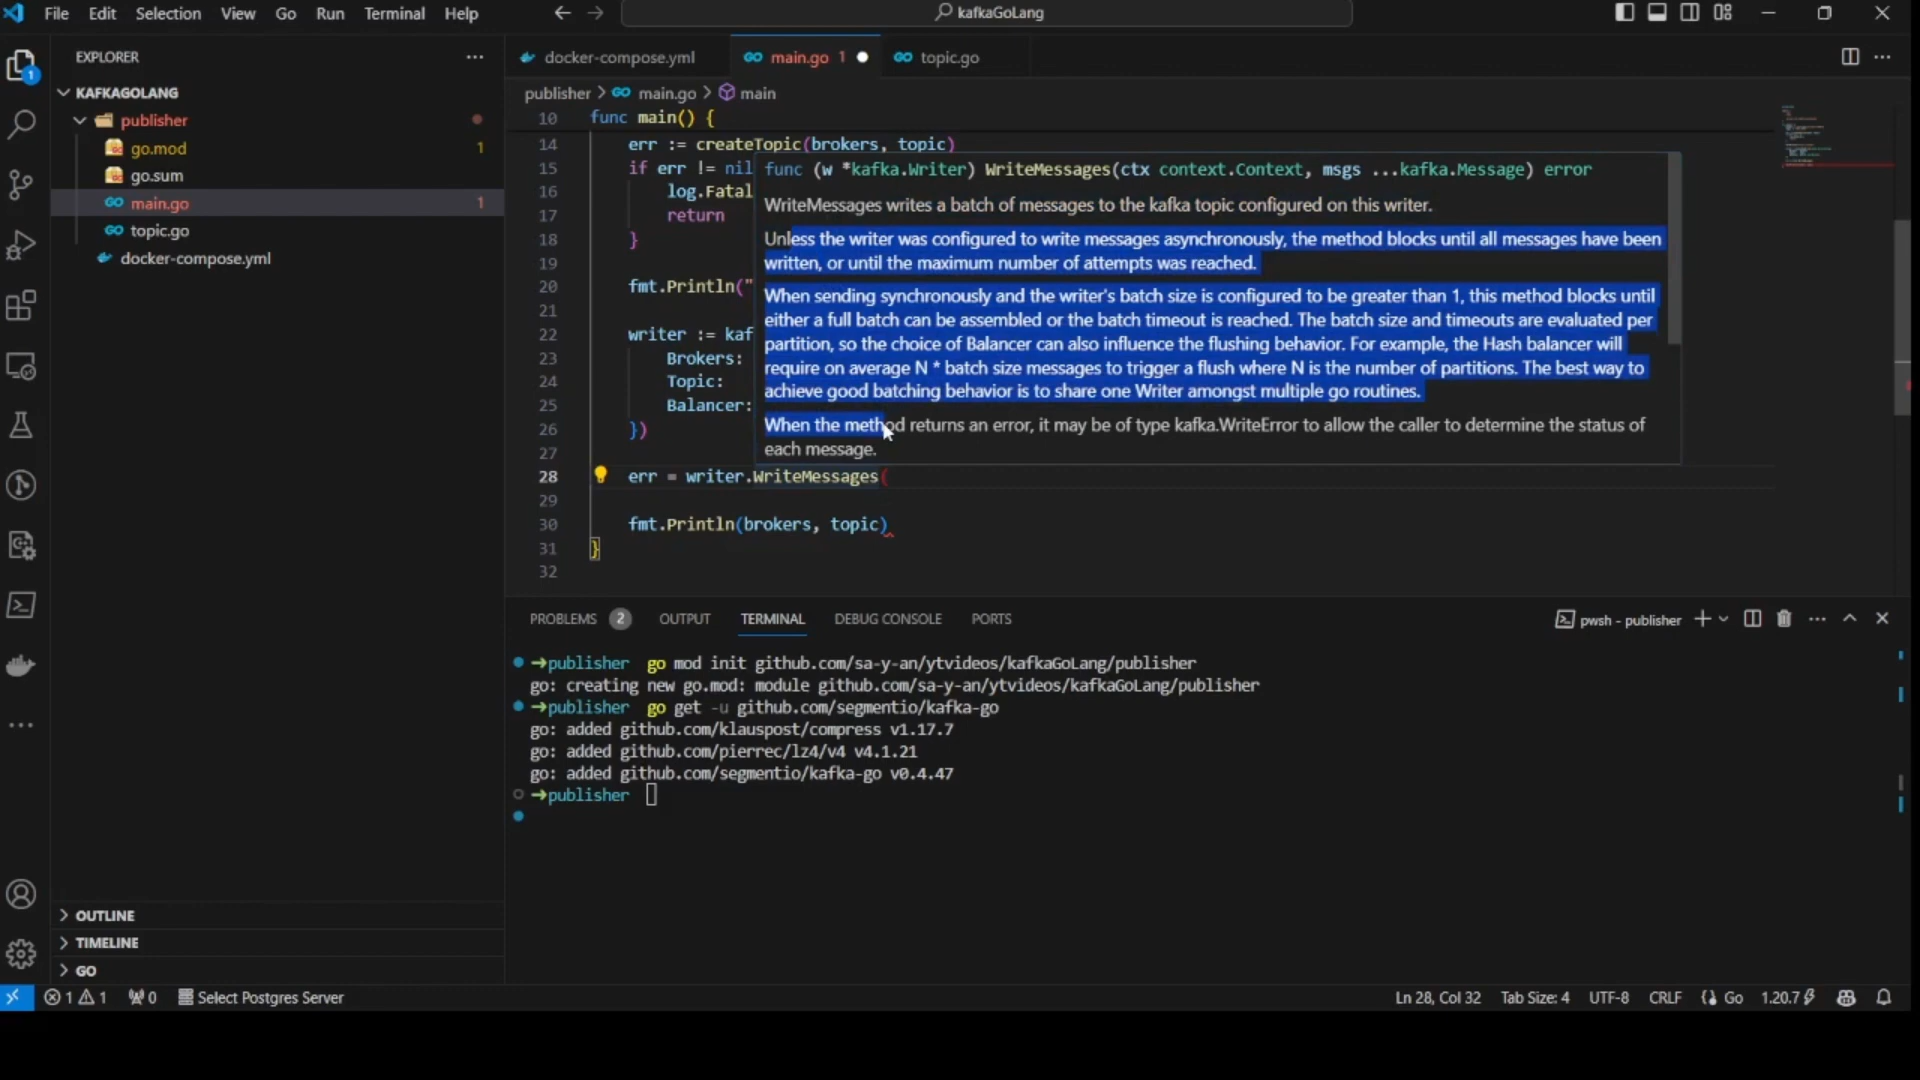 File Edit Selection View Go Run Terminal Help
kafkaGoLang
EXPLORER
1
KAFKAGOLANG
publisher
go.mod 1
go.sum
main.go 1
topic.go
docker-compose.yml
OUTLINE
TIMELINE
GO
docker-compose.yml main.go 1 topic.go
publisher > main.go > main
10 func main() {
14 err := createTopic(brokers, topic)
15 if err != nil
16 log.Fatal
17 return
18 }
19
20 fmt.Println("
21
22 writer := kaf
23 Brokers:
24 Topic:
25 Balancer:
26 })
27
28 err = writer.WriteMessages(
29
30 fmt.Println(brokers, topic)
31 }
32
func (w *kafka.Writer) WriteMessages(ctx context.Context, msgs ...kafka.Message) error
WriteMessages writes a batch of messages to the kafka topic configured on this writer.
Unless the writer was configured to write messages asynchronously, the method blocks until all messages have been
written, or until the maximum number of attempts was reached.
When sending synchronously and the writer's batch size is configured to be greater than 1, this method blocks until
either a full batch can be assembled or the batch timeout is reached. The batch size and timeouts are evaluated per
partition, so the choice of Balancer can also influence the flushing behavior. For example, the Hash balancer will
require on average N * batch size messages to trigger a flush where N is the number of partitions. The best way to
achieve good batching behavior is to share one Writer amongst multiple go routines.
When the method returns an error, it may be of type kafka.WriteError to allow the caller to determine the status of
each message.
PROBLEMS 2 OUTPUT TERMINAL DEBUG CONSOLE PORTS
pwsh - publisher
→publisher go mod init github.com/sa-y-an/ytvideos/kafkaGoLang/publisher
go: creating new go.mod: module github.com/sa-y-an/ytvideos/kafkaGoLang/publisher
→publisher go get -u github.com/segmentio/kafka-go
go: added github.com/klauspost/compress v1.17.7
go: added github.com/pierrec/lz4/v4 v4.1.21
go: added github.com/segmentio/kafka-go v0.4.47
→publisher
1 1 0 Select Postgres Server
Ln 28, Col 32 Tab Size: 4 UTF-8 CRLF Go 1.20.7